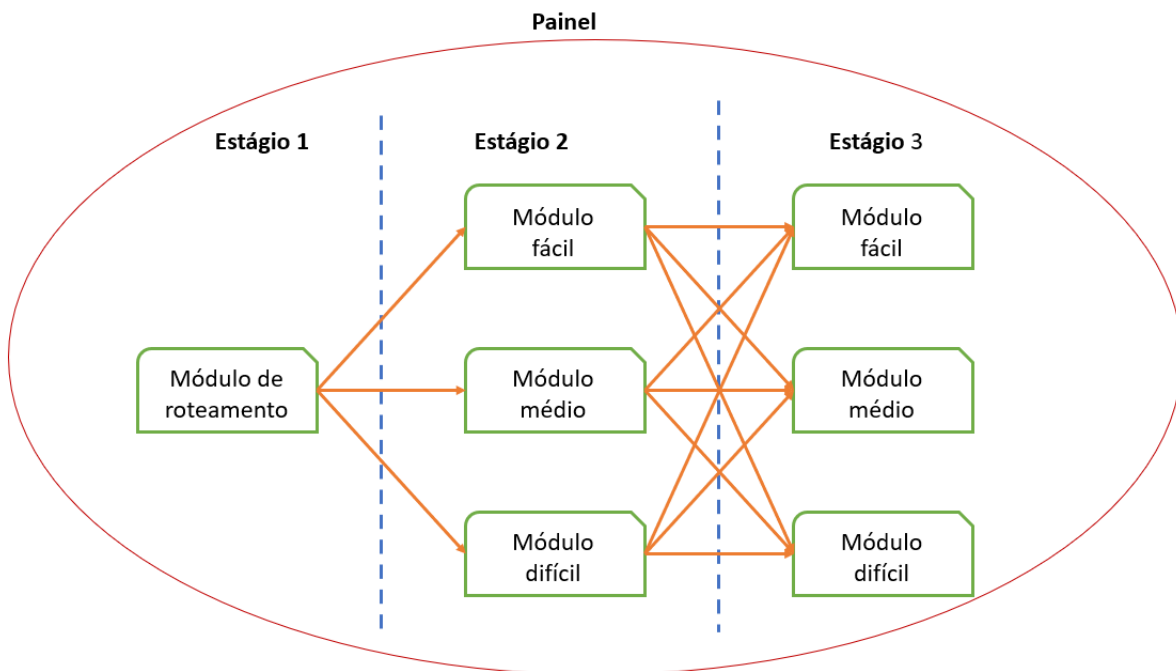 Painel
Estágio 1
Estágio 2
Estágio 3
Módulo
fácil
Módulo
fácil
Módulo de
roteamento
Módulo
médio
Módulo
médio
Módulo
difícil
Módulo
difícil